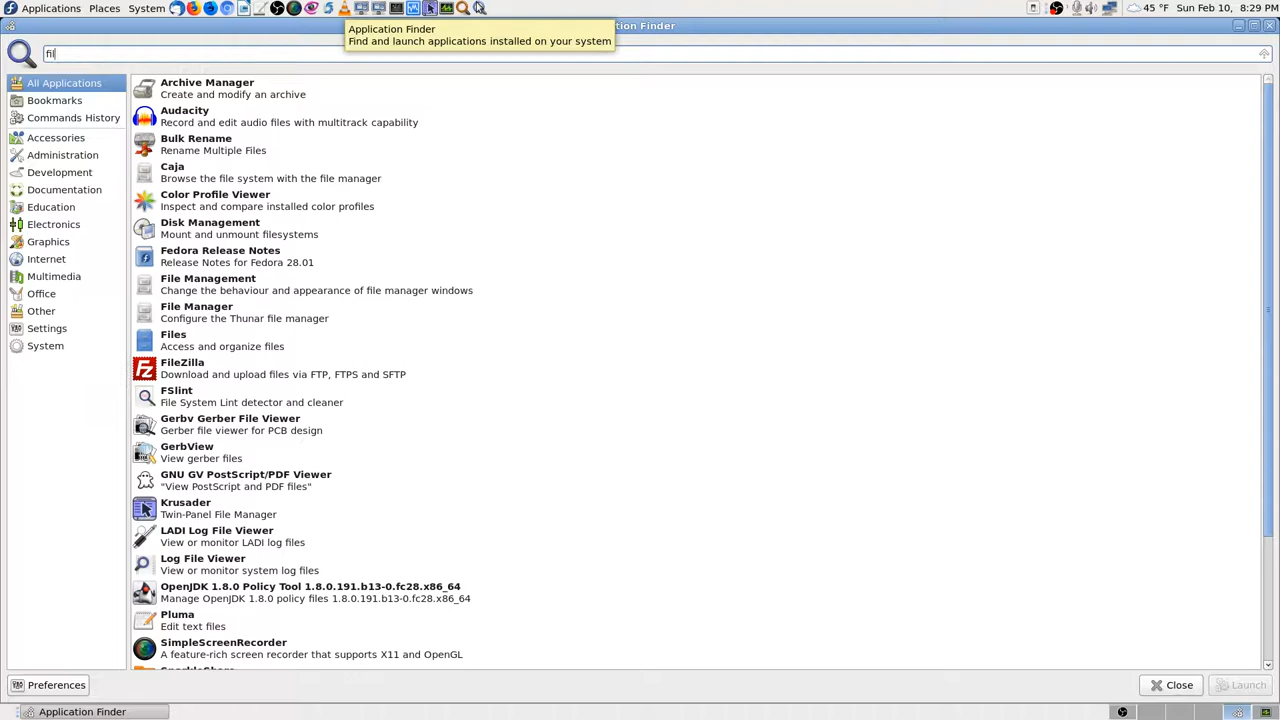 Applications Places System 45 °F Sun Feb 10, 8:29 PM
Application Finder
Find and launch applications installed on your system
tion Finder
fil
All Applications
Bookmarks
Commands History
Accessories
Administration
Development
Documentation
Education
Electronics
Graphics
Internet
Multimedia
Office
Other
Settings
System
Archive Manager
Create and modify an archive
Audacity
Record and edit audio files with multitrack capability
Bulk Rename
Rename Multiple Files
Caja
Browse the file system with the file manager
Color Profile Viewer
Inspect and compare installed color profiles
Disk Management
Mount and unmount filesystems
Fedora Release Notes
Release Notes for Fedora 28.01
File Management
Change the behaviour and appearance of file manager windows
File Manager
Configure the Thunar file manager
Files
Access and organize files
FileZilla
Download and upload files via FTP, FTPS and SFTP
FSlint
File System Lint detector and cleaner
Gerbv Gerber File Viewer
Gerber file viewer for PCB design
GerbView
View gerber files
GNU GV PostScript/PDF Viewer
"View PostScript and PDF files"
Krusader
Twin-Panel File Manager
LADI Log File Viewer
View or monitor LADI log files
Log File Viewer
View or monitor system log files
OpenJDK 1.8.0 Policy Tool 1.8.0.191.b13-0.fc28.x86_64
Manage OpenJDK 1.8.0 policy files 1.8.0.191.b13-0.fc28.x86_64
Pluma
Edit text files
SimpleScreenRecorder
A feature-rich screen recorder that supports X11 and OpenGL
Preferences
Close Launch
Application Finder